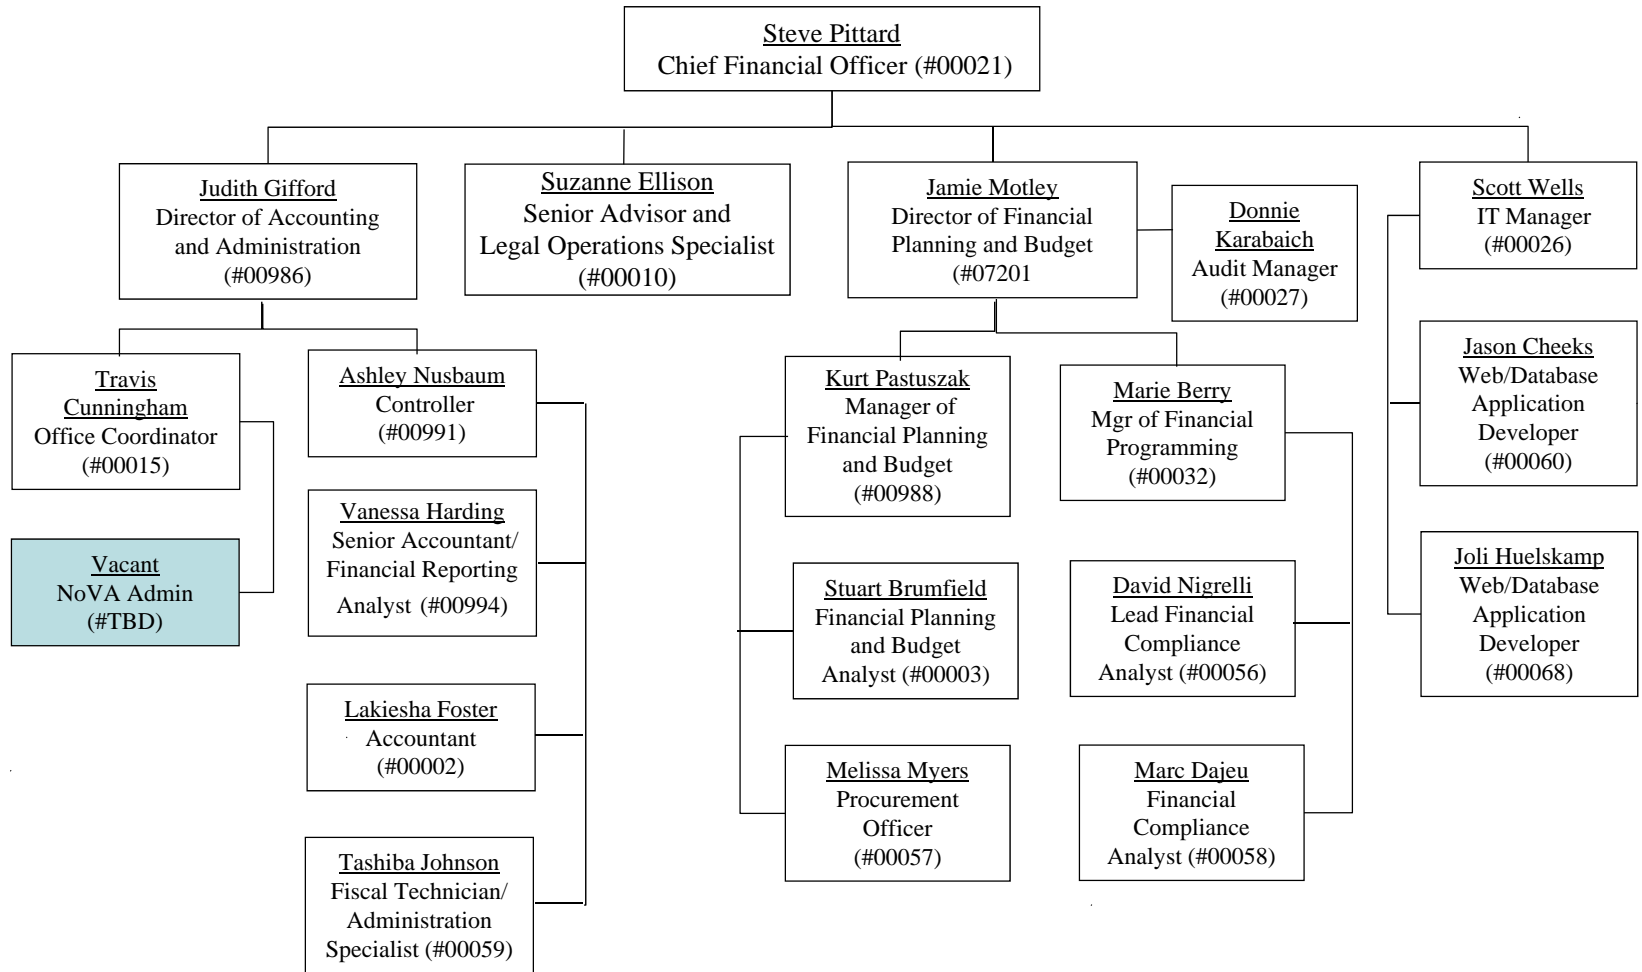 Steve Pittard
Chief Financial Officer (#00021)
Judith Gifford
Director of Accounting
and Administration
(#00986)
Suzanne Ellison
Senior Advisor and
Legal Operations Specialist
(#00010)
Jamie Motley
Director of Financial
Planning and Budget
(#07201
Donnie
Karabaich
Audit Manager
(#00027)
Scott Wells
IT Manager
(#00026)
Travis
Cunningham
Office Coordinator
(#00015)
Ashley Nusbaum
Controller
(#00991)
Kurt Pastuszak
Manager of
Financial Planning
and Budget
(#00988)
Marie Berry
Mgr of Financial
Programming
(#00032)
Jason Cheeks
Web/Database
Application
Developer
(#00060)
Vacant
NoVA Admin
(#TBD)
Vanessa Harding
Senior Accountant/
Financial Reporting
Analyst (#00994)
Stuart Brumfield
Financial Planning
and Budget
Analyst (#00003)
David Nigrelli
Lead Financial
Compliance
Analyst (#00056)
Joli Huelskamp
Web/Database
Application
Developer
(#00068)
Lakiesha Foster
Accountant
(#00002)
Melissa Myers
Procurement
Officer
(#00057)
Marc Dajeu
Financial
Compliance
Analyst (#00058)
Tashiba Johnson
Fiscal Technician/
Administration
Specialist (#00059)